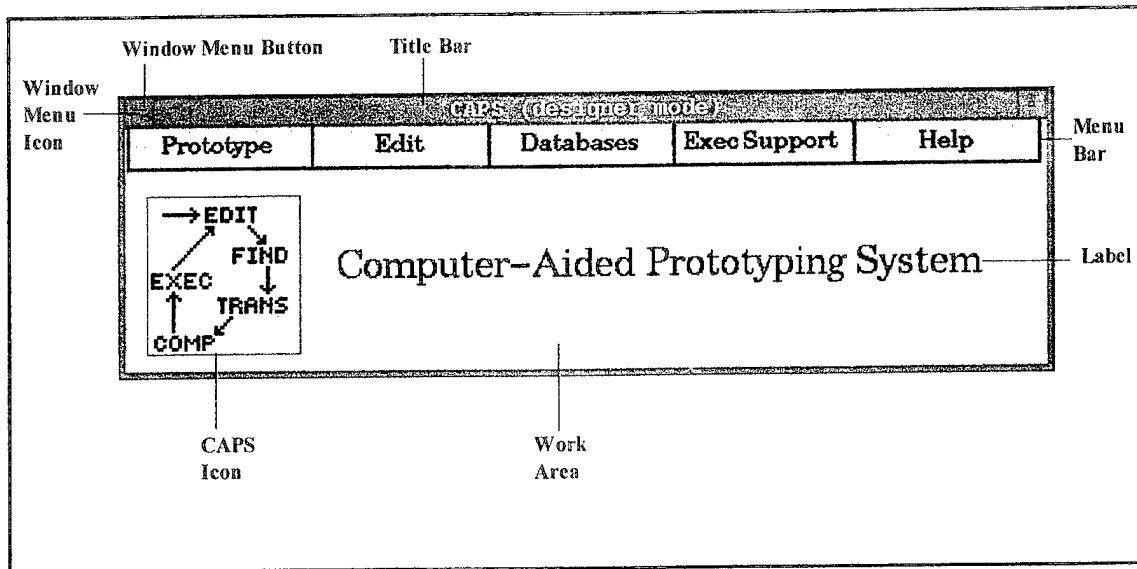 Window Menu Button
Title Bar
Window
Menu
Icon
CAPS (designer mode)
Prototype
Edit
Databases
Exec Support
Help
Menu
Bar
EDIT
FIND
EXEC
TRANS
COMP
Computer-Aided Prototyping System
Label
CAPS
Icon
Work
Area